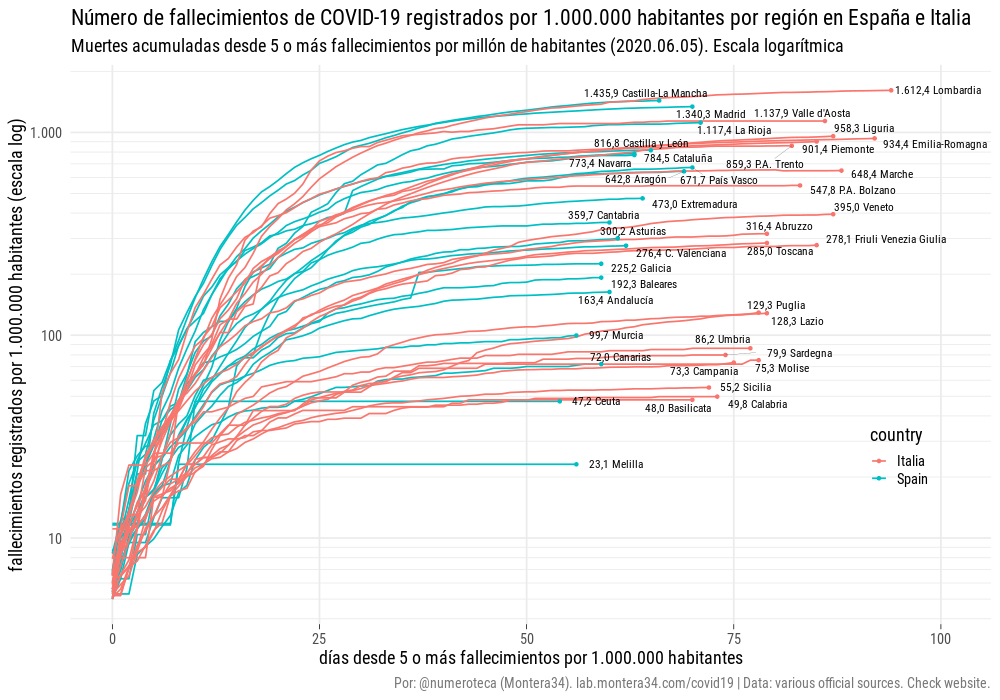 Número de fallecimientos de COVID-19 registrados por 1.000.000 habitantes por región en España e Italia
Muertes acumuladas desde 5 o más fallecimientos por millón de habitantes (2020.06.05). Escala logarítmica
fallecimientos registrados por 1.000.000 habitantes (escala log)
1.000
100
10
1.612,4 Lombardia
1.435,9 Castilla-La Mancha
1.340,3 Madrid
1.137,9 Valle d'Aosta
1.117,4 La Rioja
958,3 Liguria
934,4 Emilia-Romagna
816,8 Castilla y León
901,4 Piemonte
784,5 Cataluña
773,4 Navarra
859,3 P.A. Trento
648,4 Marche
642,8 Aragón
671,7 País Vasco
547,8 P.A. Bolzano
473,0 Extremadura
395,0 Veneto
359,7 Cantabria
316,4 Abruzzo
300,2 Asturias
278,1 Friuli Venezia Giulia
276,4 C. Valenciana
285,0 Toscana
225,2 Galicia
192,3 Baleares
163,4 Andalucía
129,3 Puglia
128,3 Lazio
99,7 Murcia
86,2 Umbria
79,9 Sardegna
72,0 Canarias
75,3 Molise
73,3 Campania
55,2 Sicilia
47,2 Ceuta
48,0 Basilicata
49,8 Calabria
23,1 Melilla
country
Italia
Spain
0
25
50
75
100
días desde 5 o más fallecimientos por 1.000.000 habitantes
Por: @numeroteca (Montera34). lab.montera34.com/covid19 | Data: various official sources. Check website.